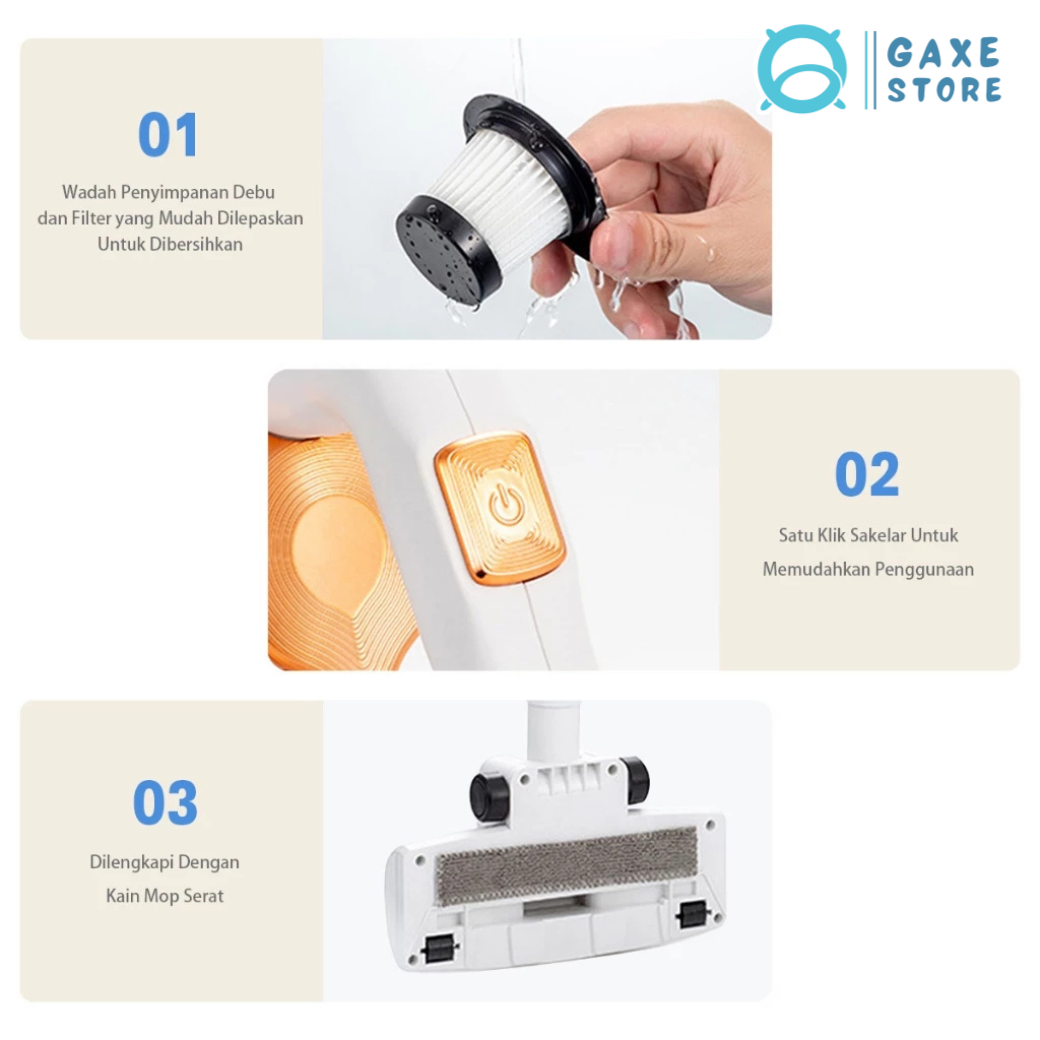 GAXE
STORE
01
Wadah Penyimpanan Debu
dan Filter yang Mudah Dilepaskan
Untuk Dibersihkan
02
Satu Klik Sakelar Untuk
Memudahkan Penggunaan
03
Dilengkapi Dengan
Kain Mop Serat